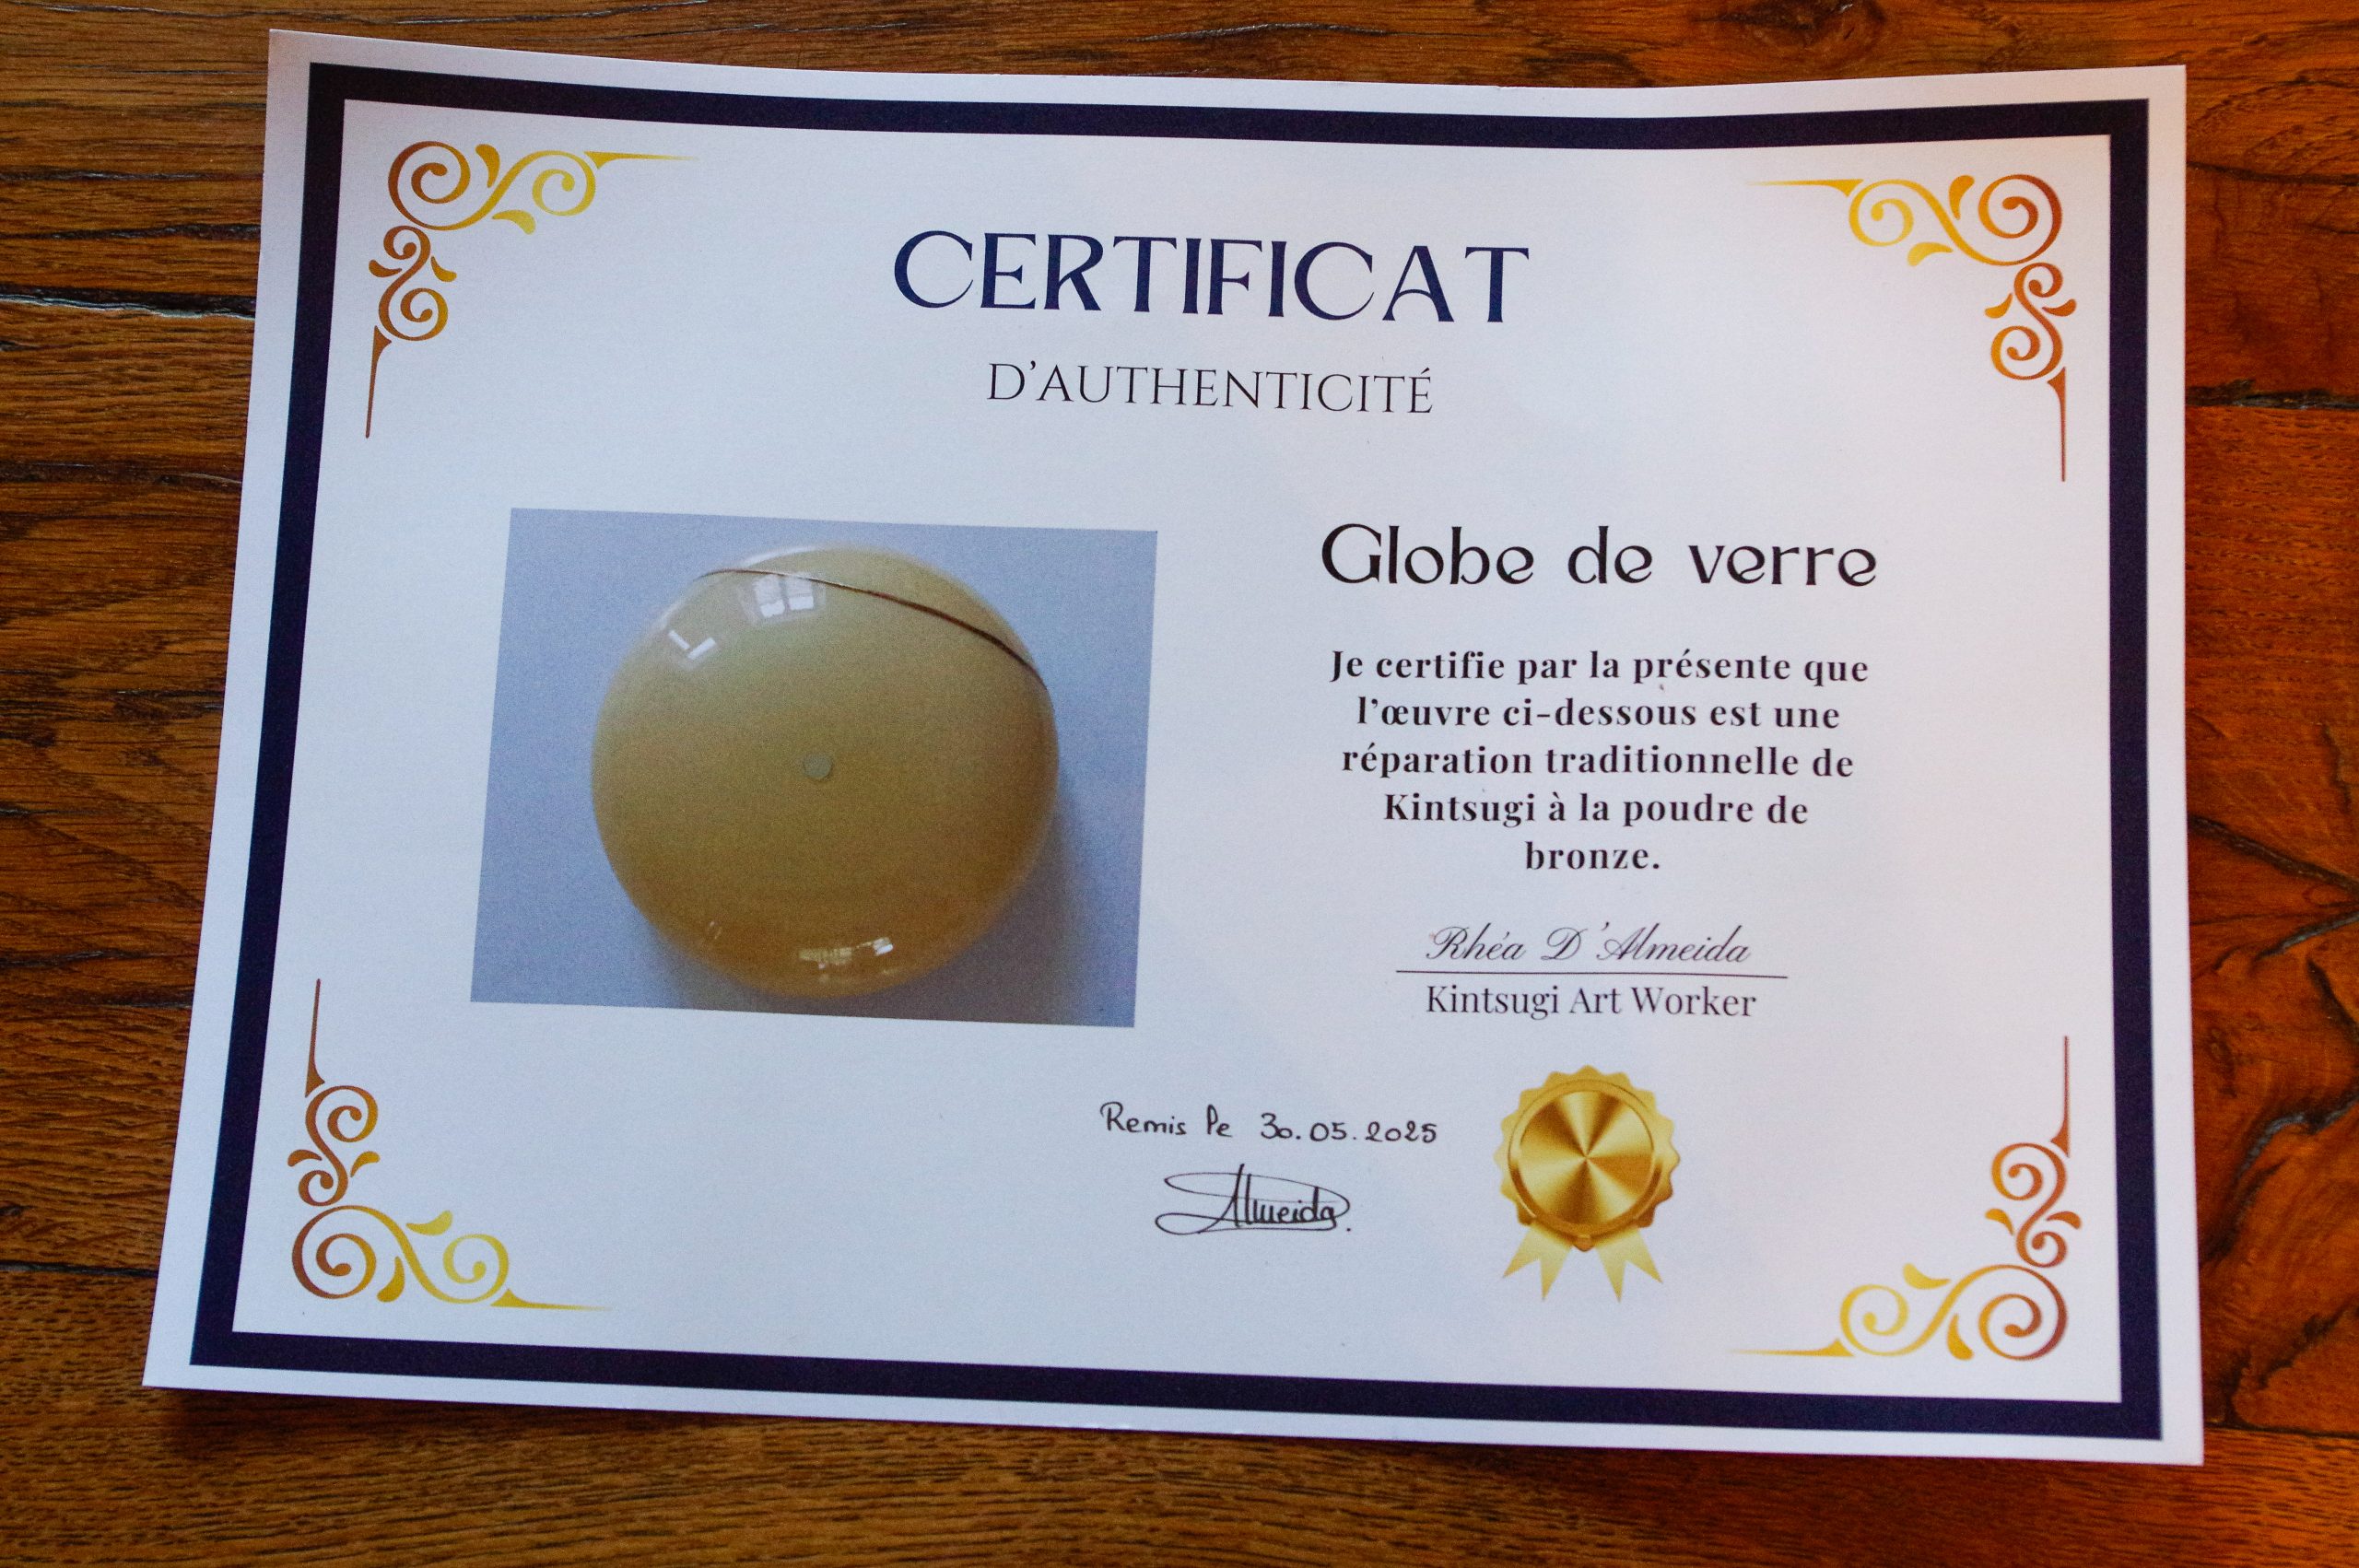 CERTIFICAT
D'AUTHENTICITÉ
Globe de verre
Je certifie par la présente que
l'œuvre ci-dessous est une
réparation traditionnelle de
Kintsugi à la poudre de
bronze.
Rhéa D'Almeida
Kintsugi Art Worker
Remis le 30.05.2025
Almeida